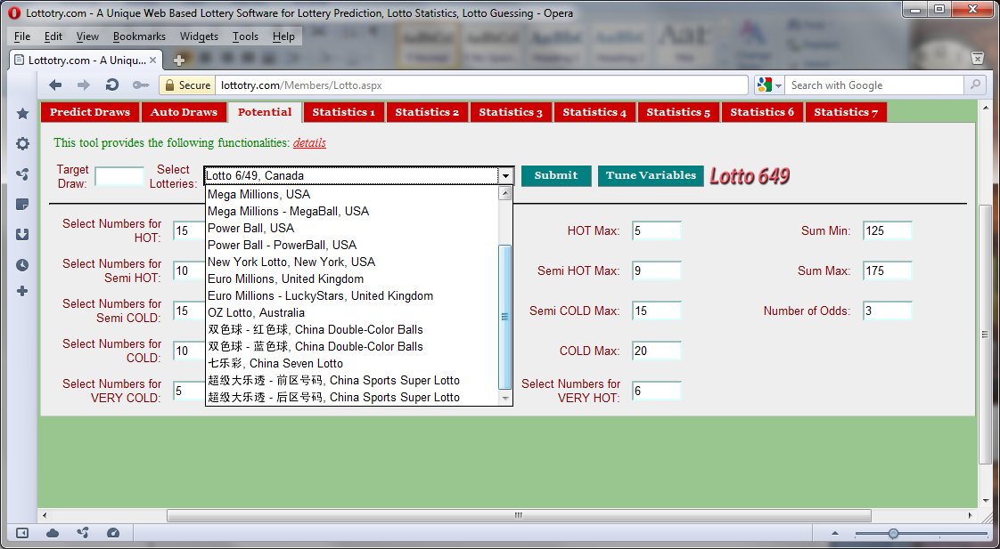 Lottotry.com - A Unique Web Based Lottery Software for Lottery Prediction, Lotto Statistics, Lotto Guessing - Opera
File Edit View Bookmarks Widgets Tools Help
Lottotry.com - A Uniqu...
Secure lottotry.com/Members/Lotto.aspx Search with Google
Predict Draws Auto Draws Potential Statistics 1 Statistics 2 Statistics 3 Statistics 4 Statistics 5 Statistics 6 Statistics 7
This tool provides the following functionalities: details
Target Draw: Select Lotteries: Lotto 6/49, Canada Submit Tune Variables Lotto 649
Mega Millions, USA
Mega Millions - MegaBall, USA
Power Ball, USA
Power Ball - PowerBall, USA
New York Lotto, New York, USA
Euro Millions, United Kingdom
Euro Millions - LuckyStars, United Kingdom
OZ Lotto, Australia
双色球 - 红色球, China Double-Color Balls
双色球 - 蓝色球, China Double-Color Balls
七乐彩, China Seven Lotto
超级大乐透 - 前区号码, China Sports Super Lotto
超级大乐透 - 后区号码, China Sports Super Lotto
Select Numbers for HOT: 15 HOT Max: 5 Sum Min: 125
Select Numbers for Semi HOT: 10 Semi HOT Max: 9 Sum Max: 175
Select Numbers for Semi COLD: 15 Semi COLD Max: 15 Number of Odds: 3
Select Numbers for COLD: 10 COLD Max: 20
Select Numbers for VERY COLD: 5 Select Numbers for VERY HOT: 6